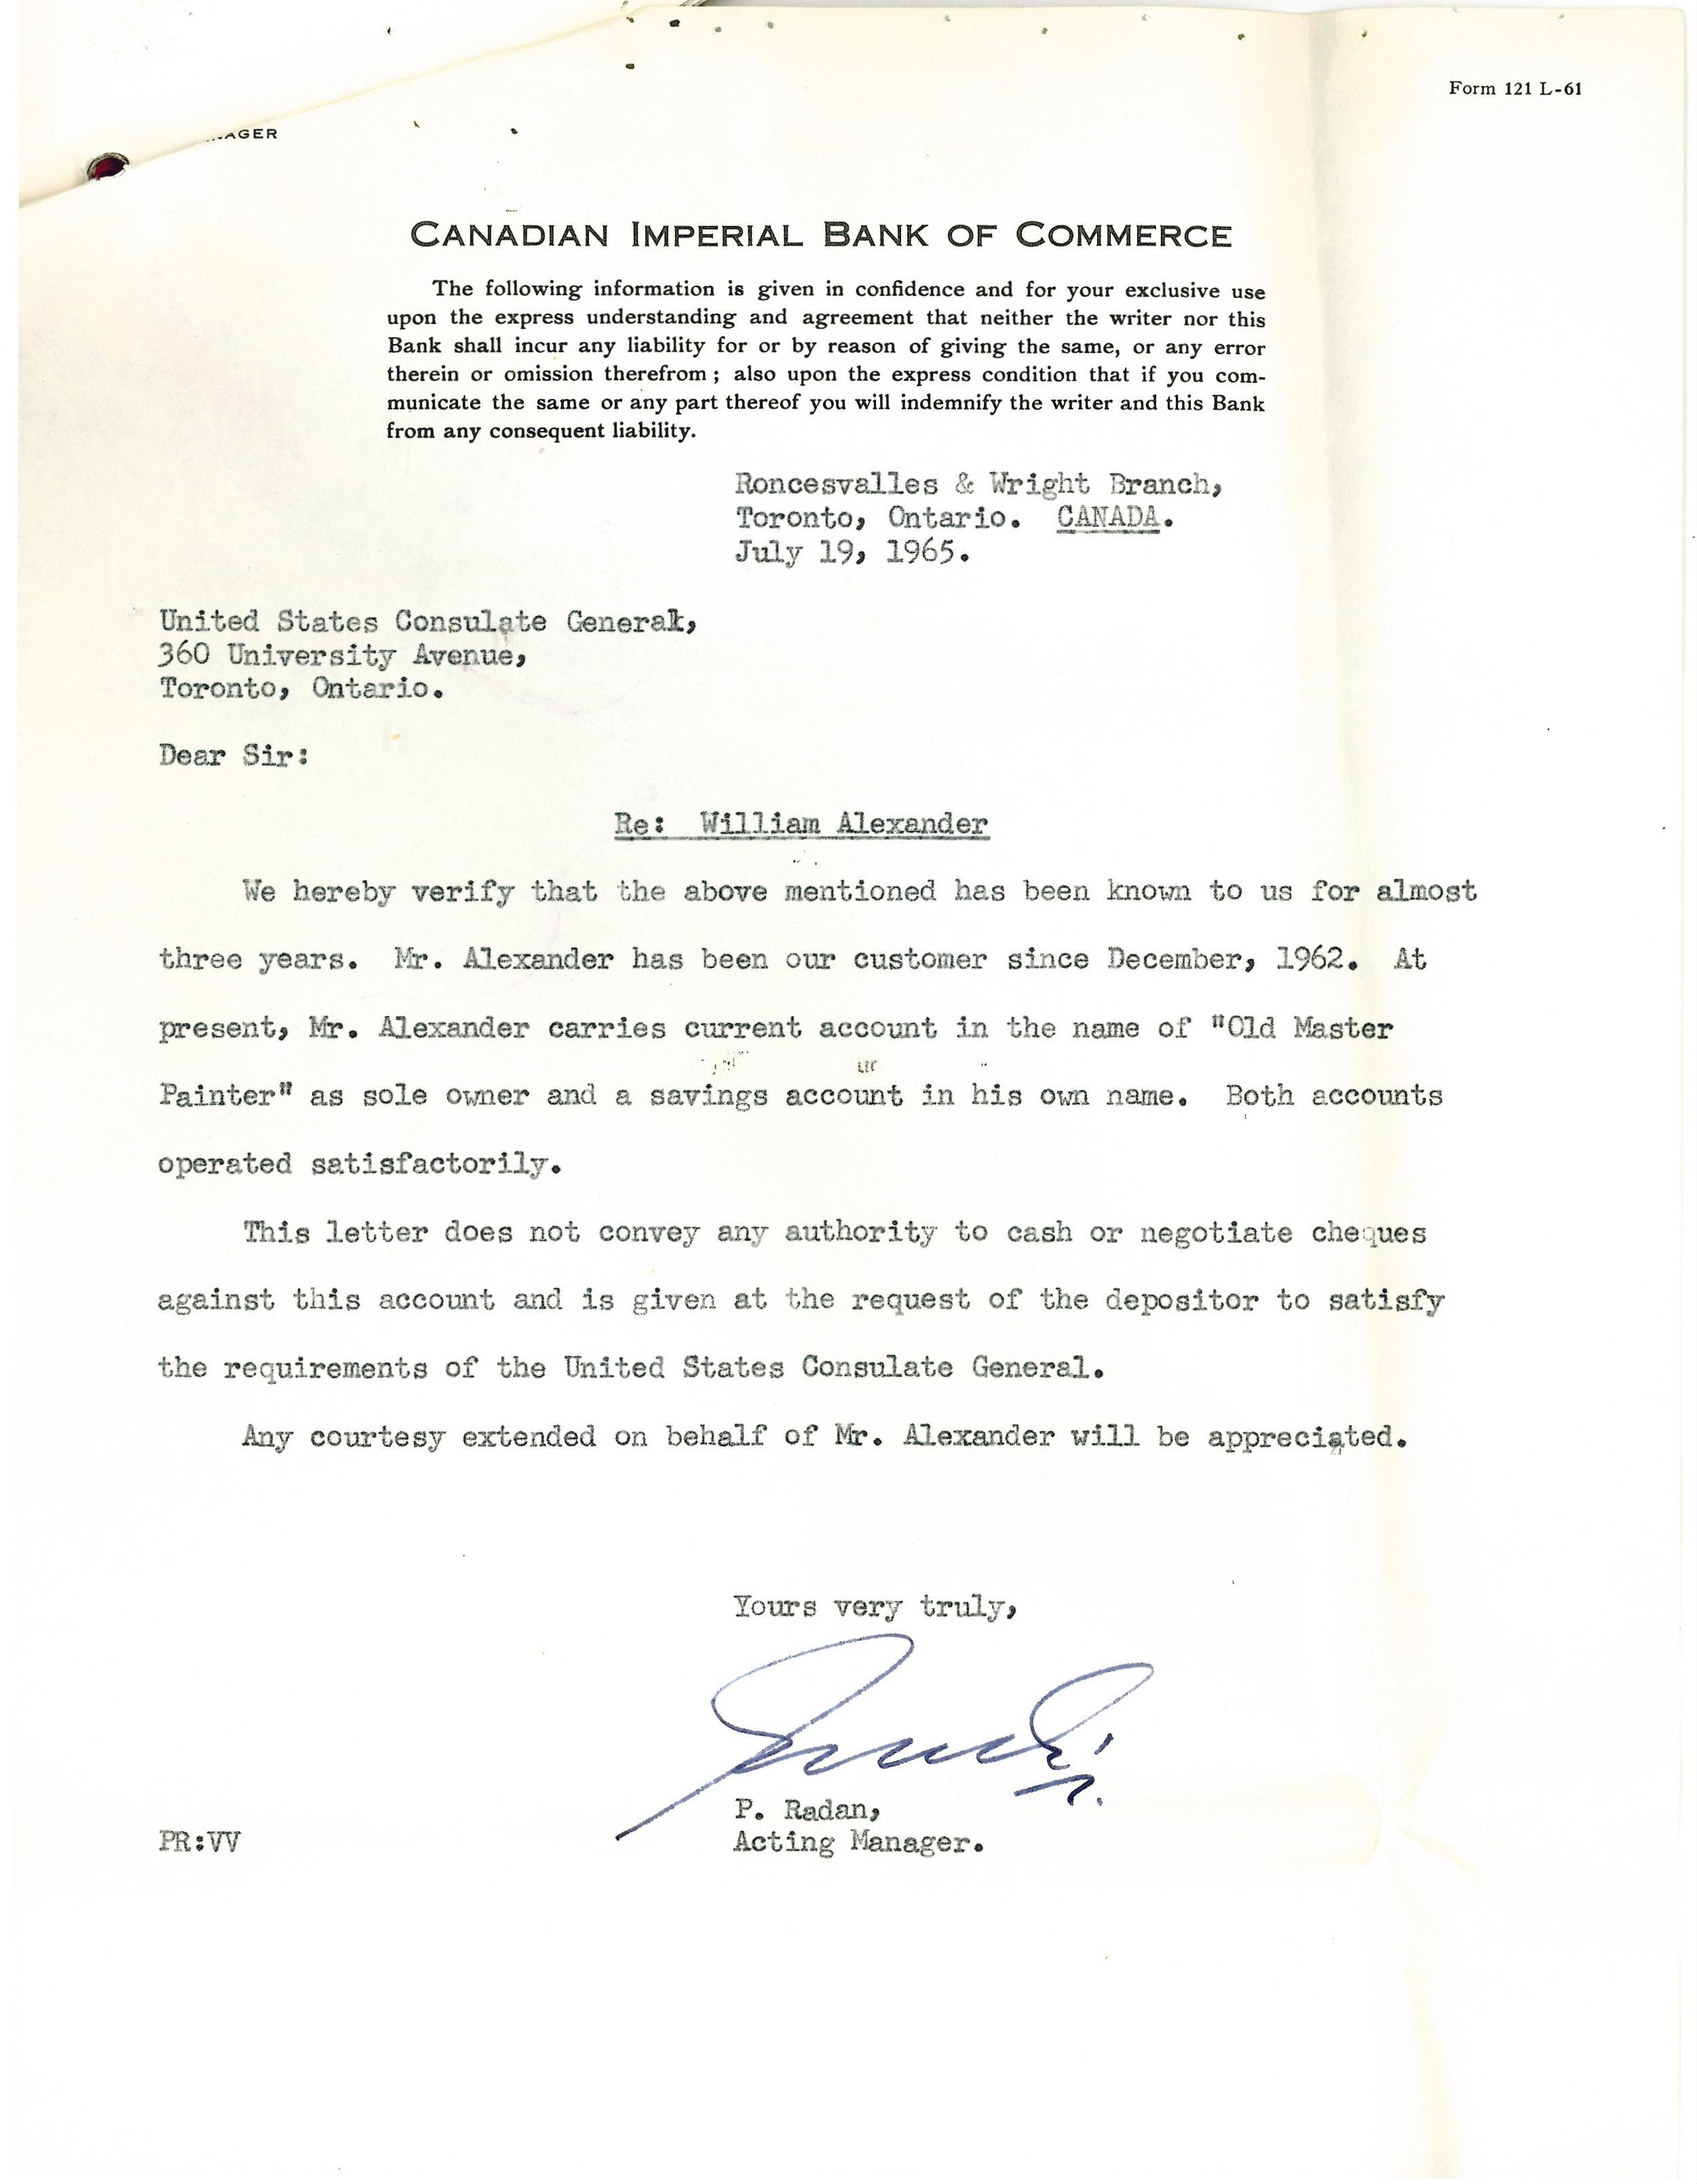 Form 121 L-61
AGER
CANADIAN IMPERIAL BANK OF COMMERCE
The following information is given in confidence and for your exclusive use
upon the express understanding and agreement that neither the writer nor this
Bank shall incur any liability for or by reason of giving the same, or any error
therein or omission therefrom ; also upon the express condition that if you com-
municate the same or any part thereof you will indemnify the writer and this Bank
from any consequent liability.
Roncesvalles & Wright Branch,
Toronto, Ontario. CANADA.
July 19, 1965.
United States Consulate General,
360 University Avenue,
Toronto, Ontario.
Dear Sir:
Re: William Alexander
We hereby verify that the above mentioned has been known to us for almost
three years. Mr. Alexander has been our customer since December, 1962. At
present, Mr. Alexander carries current account in the name of "Old Master
Painter" as sole owner and a savings account in his own name. Both accounts
operated satisfactorily.
This letter does not convey any authority to cash or negotiate cheques
against this account and is given at the request of the depositor to satisfy
the requirements of the United States Consulate General.
Any courtesy extended on behalf of Mr. Alexander will be appreciated.
Yours very truly,
P. Radan,
PR:VV
Acting Manager.